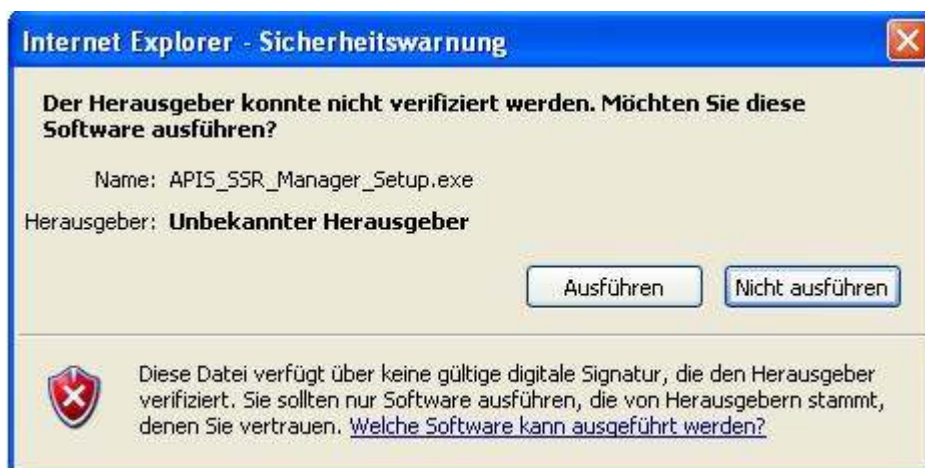 Internet Explorer - Sicherheitswarnung
Der Herausgeber konnte nicht verifiziert werden. Möchten Sie diese
Software ausführen?
Name: APIS_SSR_Manager_Setup.exe
Herausgeber: Unbekannter Herausgeber
Ausführen Nicht ausführen
Diese Datei verfügt über keine gültige digitale Signatur, die den Herausgeber
verifiziert. Sie sollten nur Software ausführen, die von Herausgebern stammt,
denen Sie vertrauen. Welche Software kann ausgeführt werden?